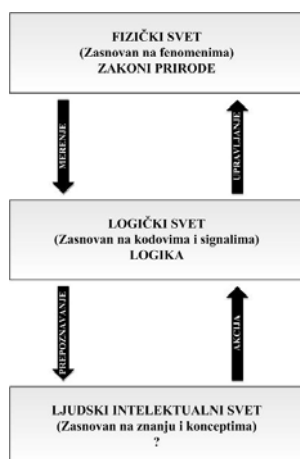 FIZIČKI SVET
(Zasnovan na fenomenima)
ZAKONI PRIRODE
MERENJE
UPRAVLJANJE
LOGIČKI SVET
(Zasnovan na kodovima i signalima)
LOGIKA
PREPOZNAVANJE
AKCIJA
LJUDSKI INTELEKTUALNI SVET
(Zasnovan na znanju i konceptima)
?